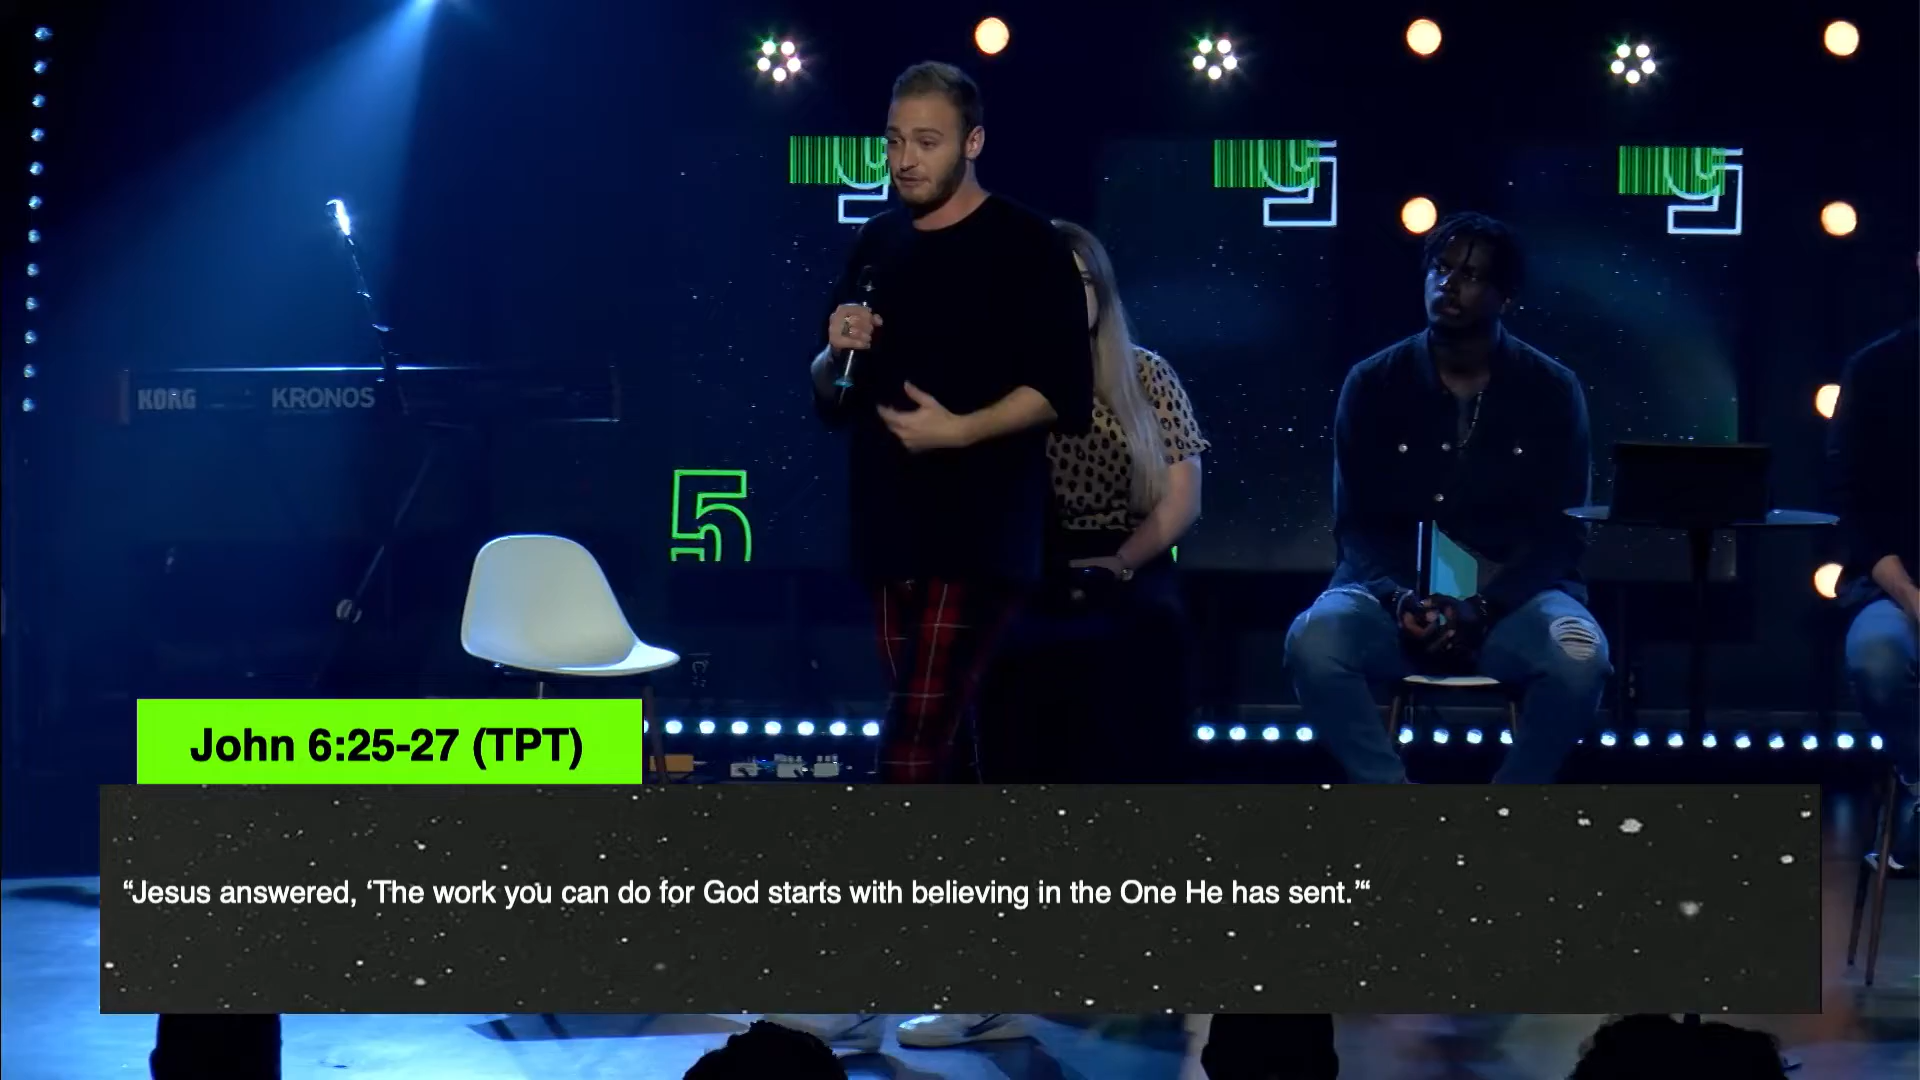 KORG
KRONOS
5
John 6:25-27 (TPT)
“Jesus answered, ‘The work you can do for God starts with believing in the One He has sent.’“